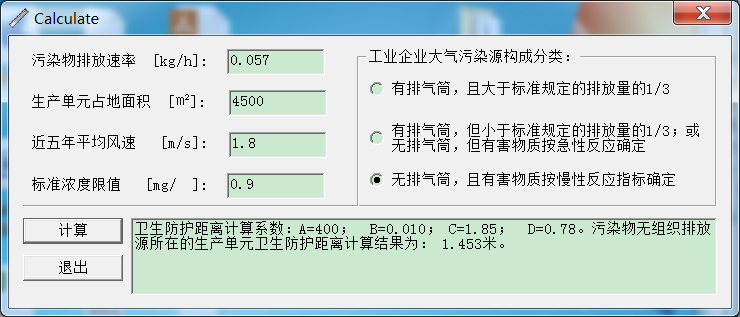 Calculate
污染物排放速率 [kg/h]: 0.057
生产单元占地面积 [㎡]: 4500
近五年平均风速 [m/s]: 1.8
标准浓度限值 [mg/ ]: 0.9
工业企业大气污染源构成分类：
有排气筒，且大于标准规定的排放量的1/3
有排气筒，但小于标准规定的排放量的1/3；或
无排气筒，但有害物质按急性反应确定
无排气筒，且有害物质按慢性反应指标确定
计算
退出
卫生防护距离计算系数：A=400； B=0.010；C=1.85； D=0.78。污染物无组织排放
源所在的生产单元卫生防护距离计算结果为： 1.453米。